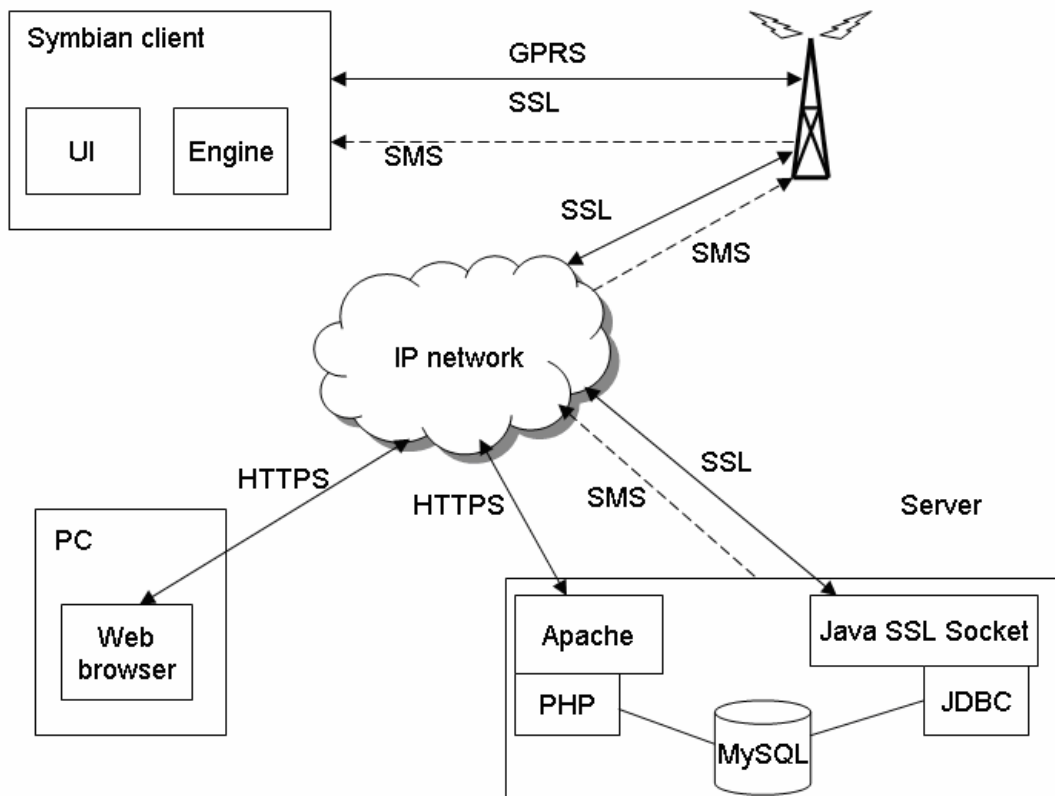 Symbian client
GPRS
SSL
UI
Engine
SMS
SSL
SMS
IP network
HTTPS
HTTPS
SMS
SSL
Server
PC
Web
browser
Apache
Java SSL Socket
PHP
JDBC
MySQL